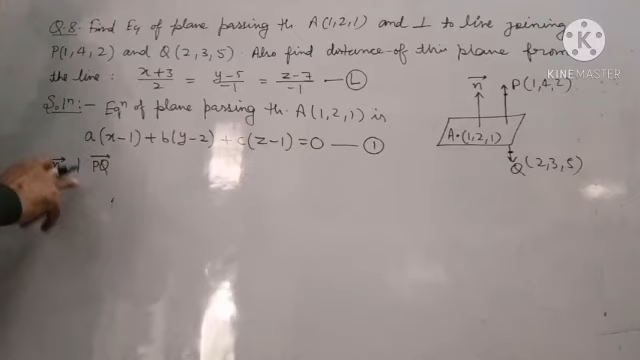 Q.8. Find Eq of plane passing th. A(1,2,1) and ⊥ to line joining
P(1,4,2) and Q(2,3,5). Also find distance of this plane from
the line: (x+3)/2 = (y-5)/-1 = (z-7)/-1 — (L)
Solⁿ:- Eqⁿ of plane passing th. A(1,2,1) is
a(x-1)+b(y-2)+c(z-1)=0 — (1)
PQ→
n→
P(1,4,2)
A•(1,2,1)
Q(2,3,5)
KINEMASTER